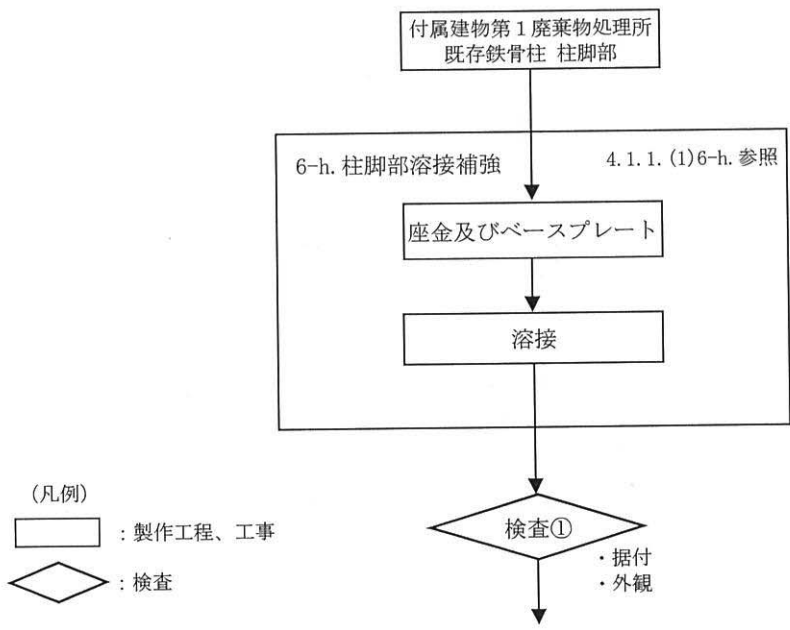 付属建物第１廃棄物処理所
既存鉄骨柱 柱脚部
6-h. 柱脚部溶接補強
4.1.1.(1)6-h. 参照
座金及びベースプレート
溶接
検査①
・据付
・外観
(凡例)
：製作工程、工事
：検査